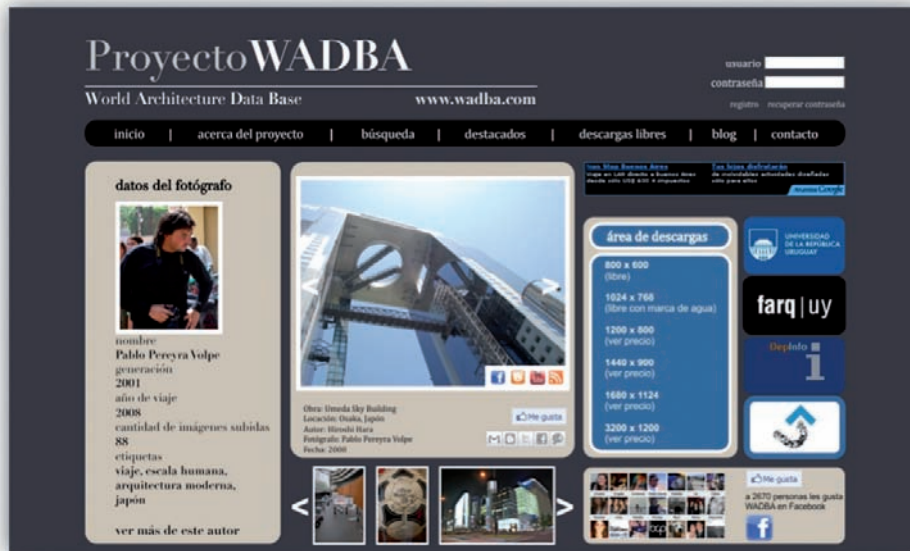 Proyecto WADBA
World Architecture Data Base
www.wadba.com
usuario
contraseña
registro recuperar contraseña
inicio | acerca del proyecto | búsqueda | destacados | descargas libres | blog | contacto
datos del fotógrafo
nombre
Pablo Pereyra Volpe
generación
2001
año de viaje
2008
cantidad de imágenes subidas
88
etiquetas
viaje, escala humana,
arquitectura moderna,
japón
ver más de este autor
Obra: Umeda Sky Building
Locación: Osaka, Japón
Autor: Hiroshi Hara
Fotógrafo: Pablo Pereyra Volpe
Fecha: 2008
Me gusta
área de descargas
800 x 600
(libre)
1024 x 768
(libre con marca de agua)
1200 x 800
(ver precio)
1440 x 900
(ver precio)
1680 x 1124
(ver precio)
3200 x 1200
(ver precio)
UNIVERSIDAD
DE LA REPÚBLICA
URUGUAY
farq|uy
DepInfo
i
Me gusta
a 2670 personas les gusta
WADBA en Facebook